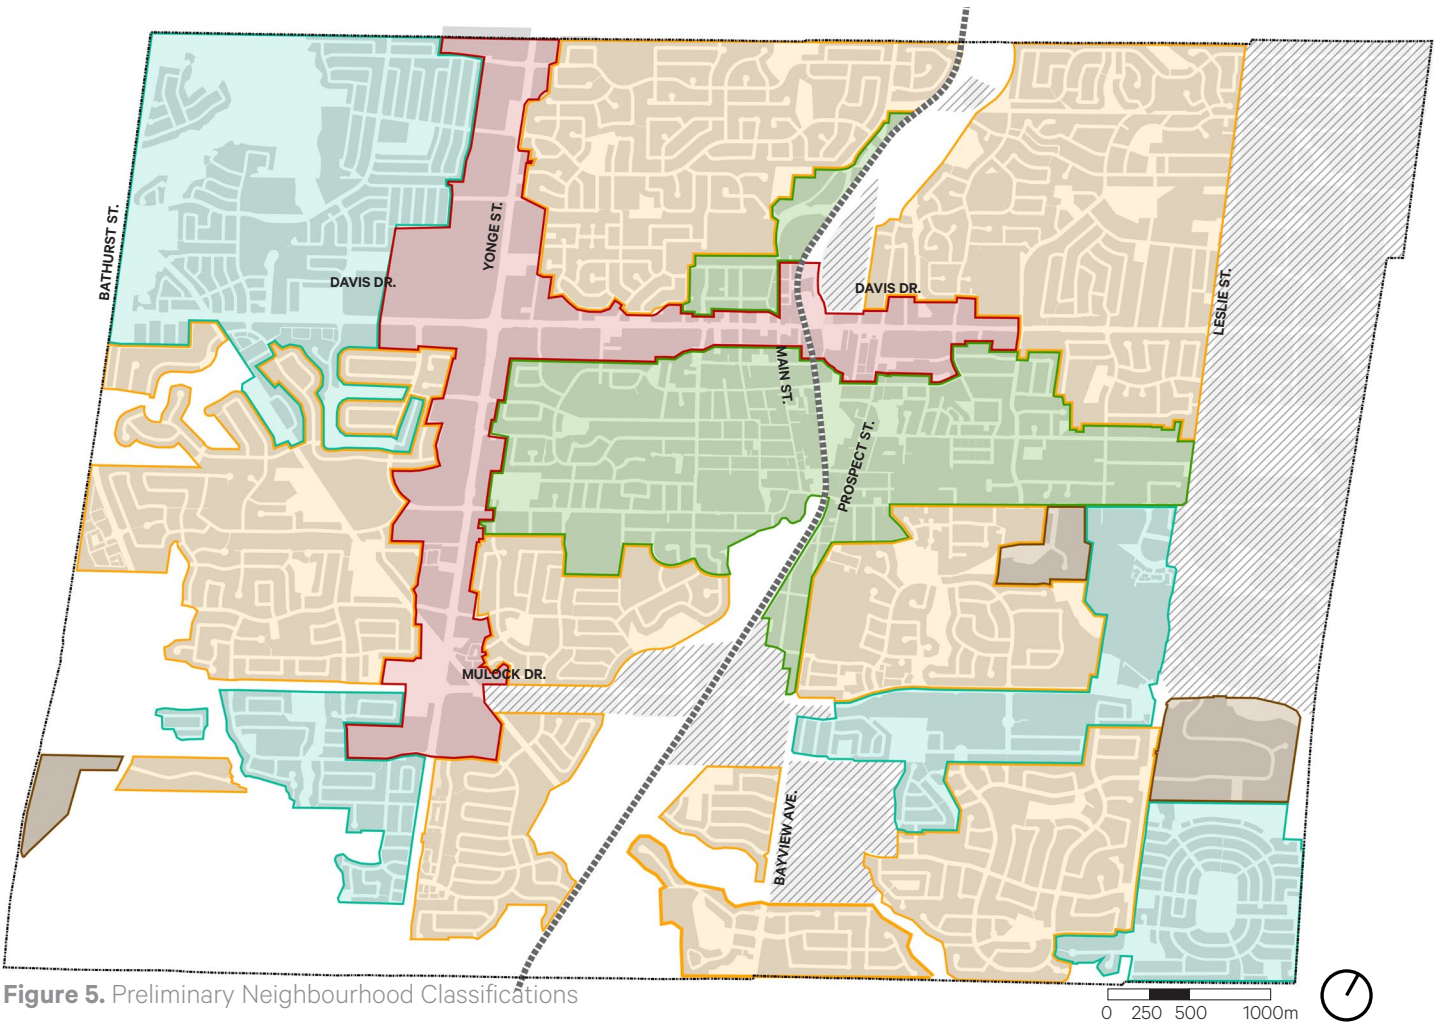 BATHURST ST.
YONGE ST.
DAVIS DR.
DAVIS DR.
LESLIE ST.
MAIN ST.
PROSPECT ST.
MULOCK DR.
BAYVIEW AVE.
Figure 5. Preliminary Neighbourhood Classifications
0 250 500 1000m